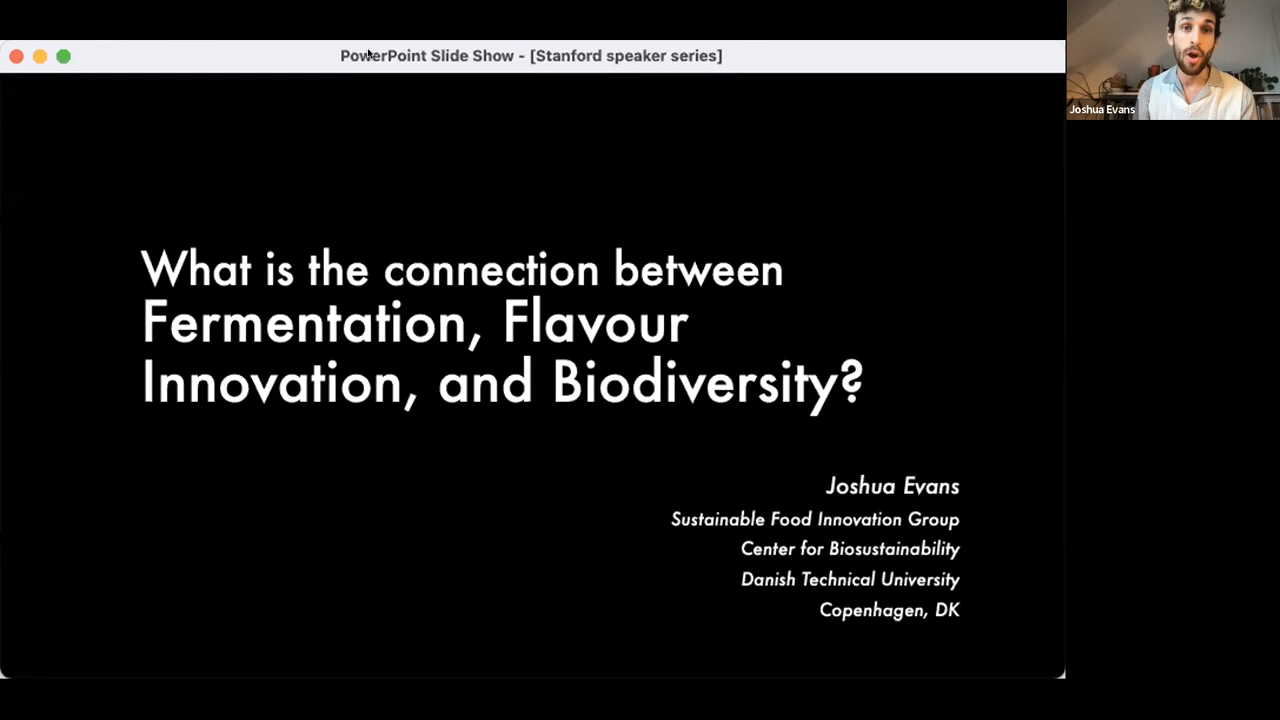 PowerPoint Slide Show - [Stanford speaker series]
Joshua Evans
What is the connection between
Fermentation, Flavour
Innovation, and Biodiversity?
Joshua Evans
Sustainable Food Innovation Group
Center for Biosustainability
Danish Technical University
Copenhagen, DK